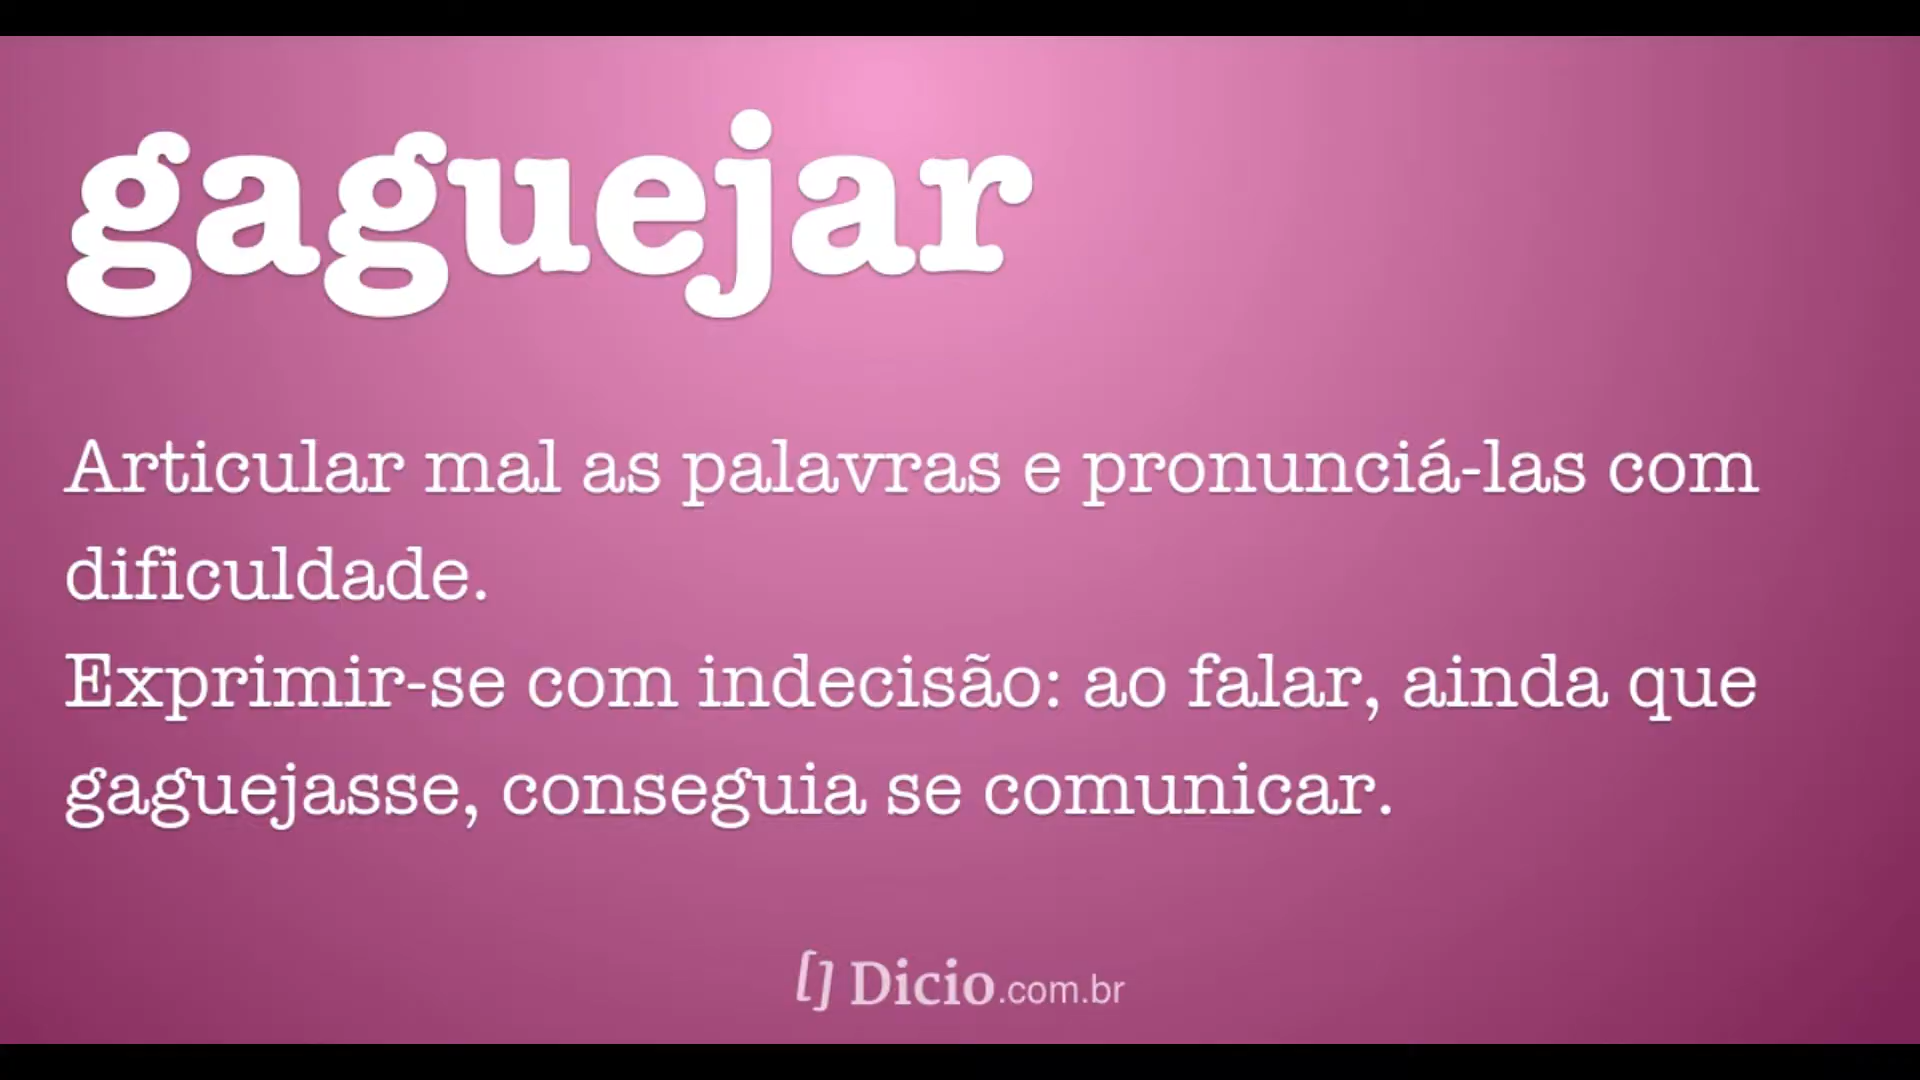 gaguejar
Articular mal as palavras e pronunciá-las com
dificuldade.
Exprimir-se com indecisão: ao falar, ainda que
gaguejasse, conseguia se comunicar.
[] Dicio.com.br